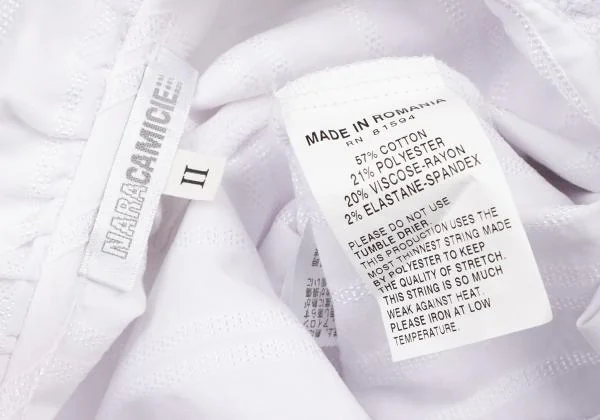 NARACAMICIE
II
MADE IN ROMANIA
RN 81594
57% COTTON
21% POLYESTER
20% VISCOSE-RAYON
2% ELASTANE-SPANDEX
PLEASE DO NOT USE
TUMBLE DRIER.
THIS PRODUCTION USES THE
MOST THINNEST STRING MADE
BY POLYESTER TO KEEP
THE QUALITY OF STRETCH.
THIS STRING IS SO MUCH
WEAK AGAINST HEAT.
PLEASE IRON AT LOW
TEMPERATURE.